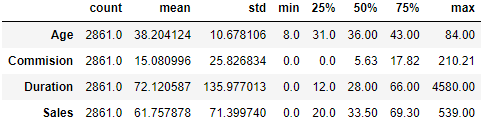 count mean std min 25% 50% 75% max
Age 2861.0 38.204124 10.678106 8.0 31.0 36.00 43.00 84.00
Commision 2861.0 15.080996 25.826834 0.0 0.0 5.63 17.82 210.21
Duration 2861.0 72.120587 135.977013 0.0 12.0 28.00 66.00 4580.00
Sales 2861.0 61.757878 71.399740 0.0 20.0 33.50 69.30 539.00